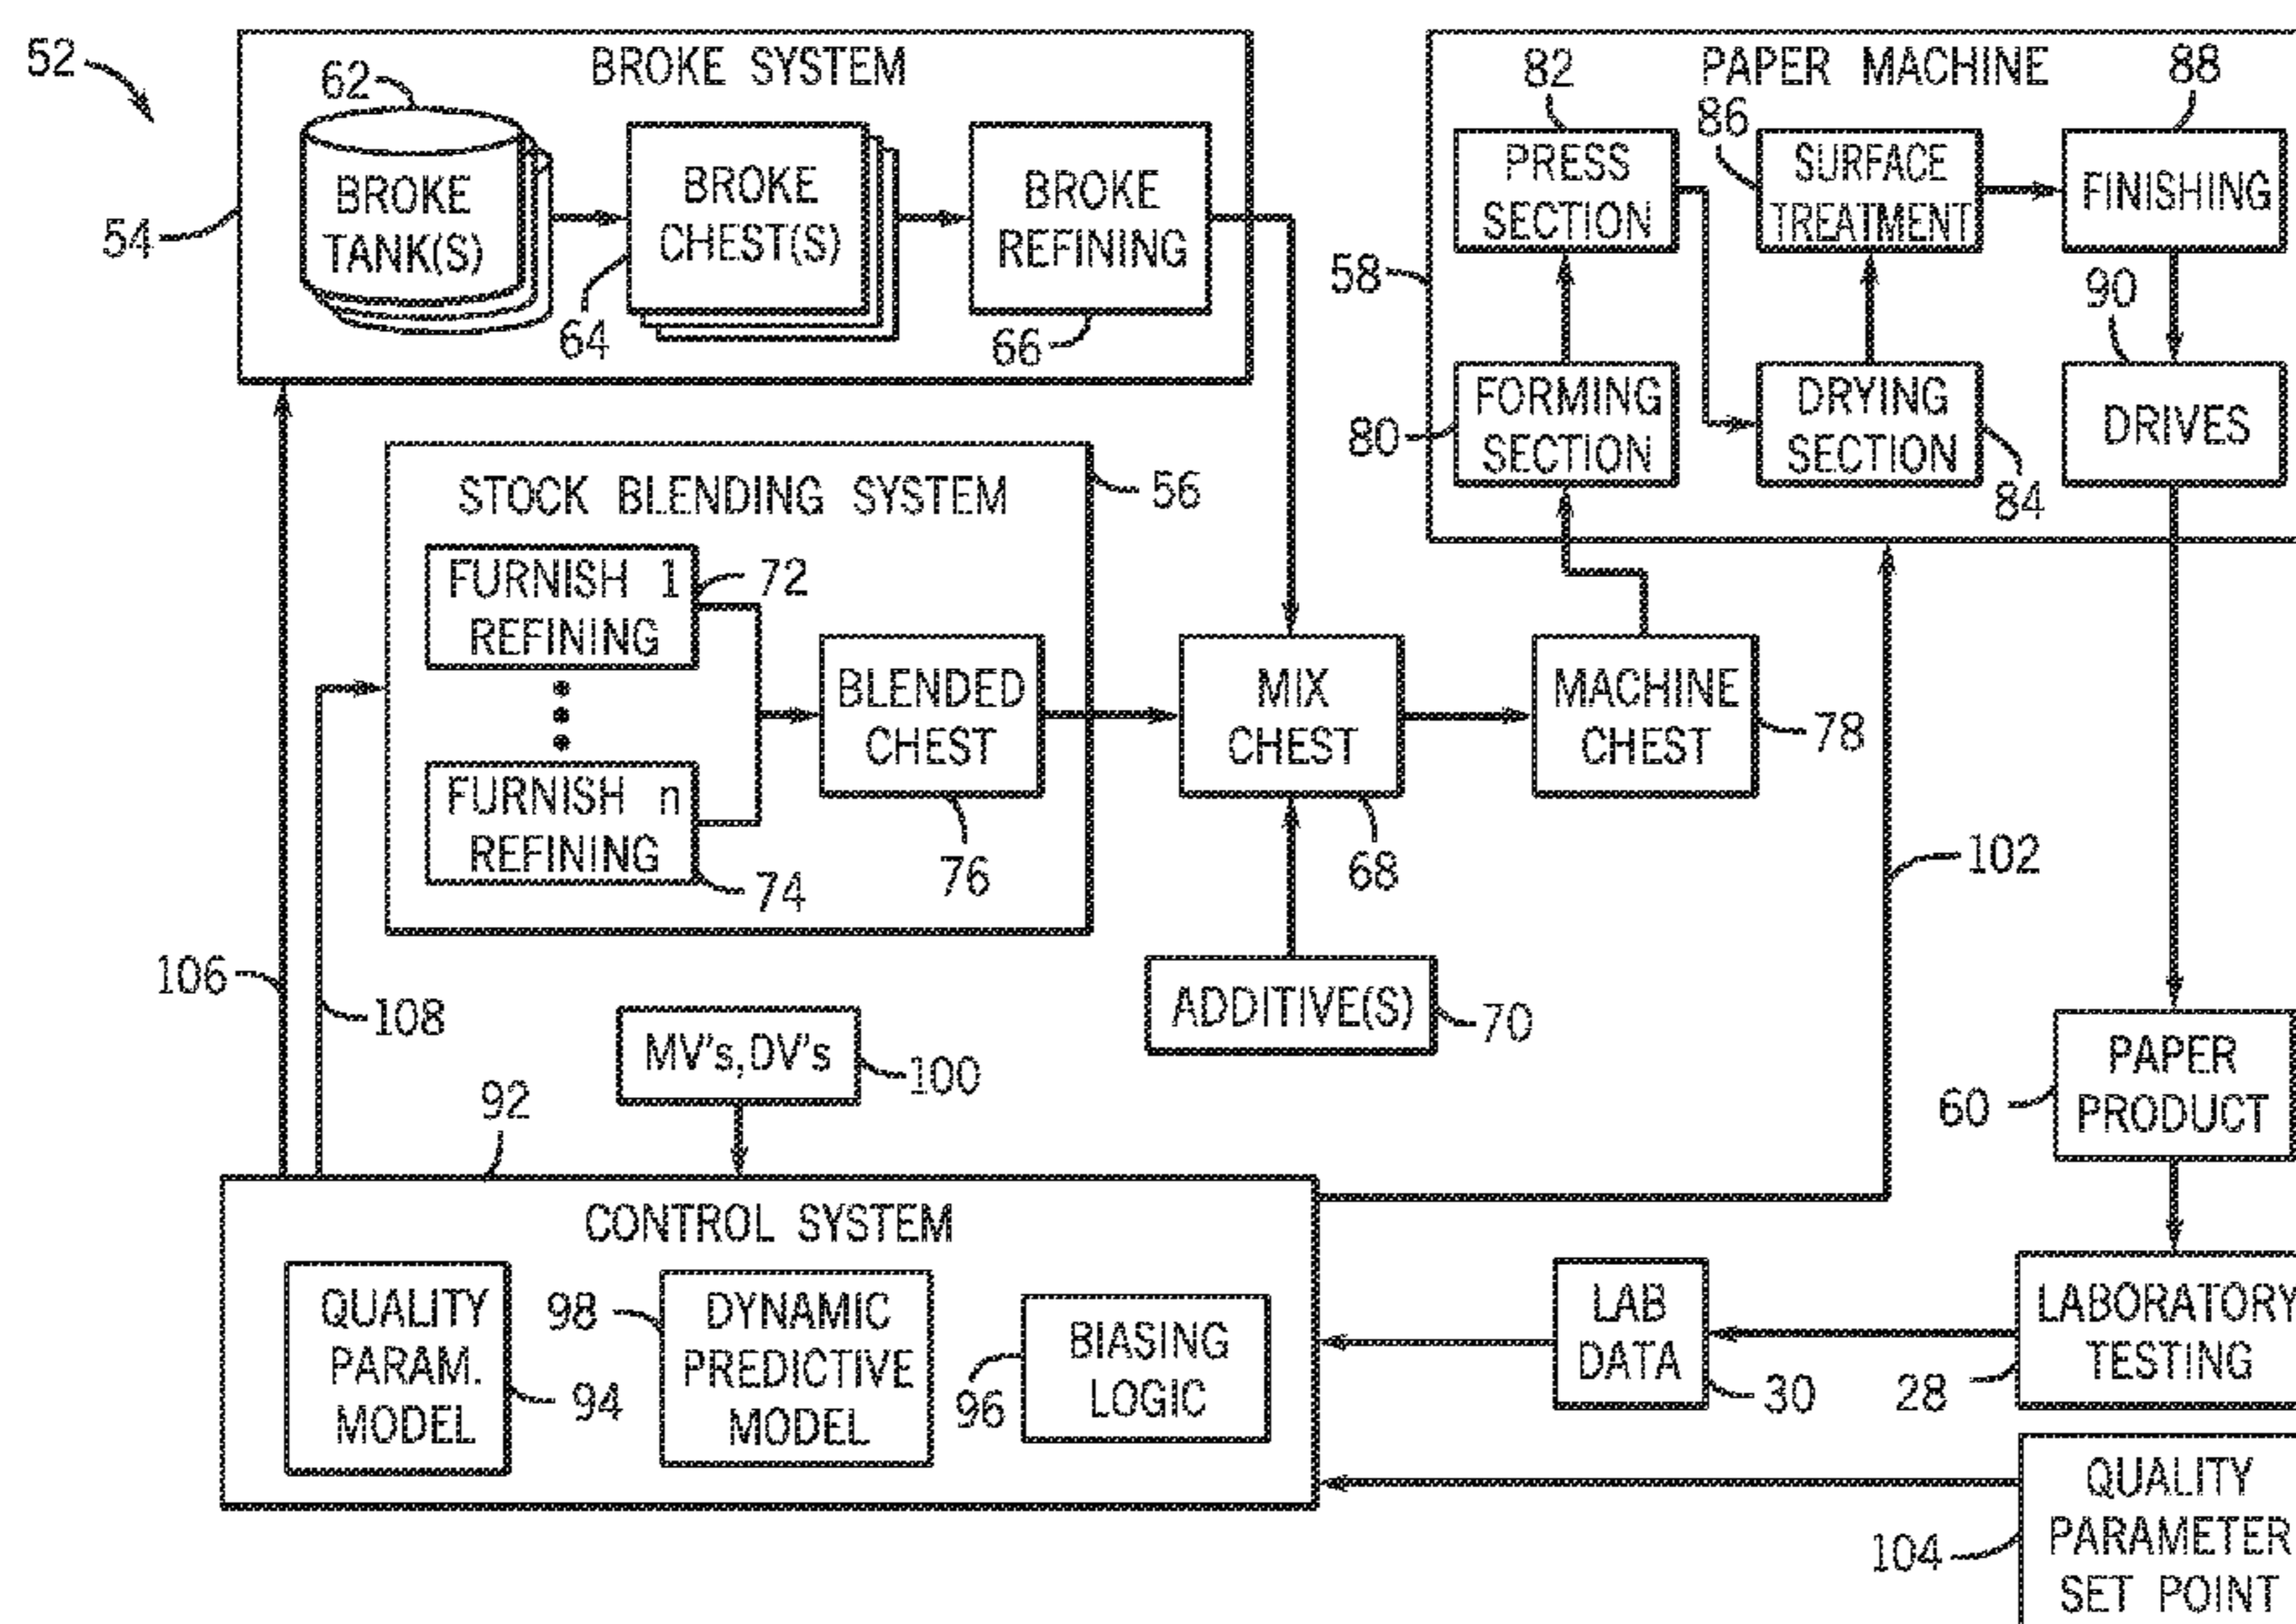 52
BROKE SYSTEM
62
BROKE
TANK(S)
BROKE
CHEST(S)
BROKE
REFINING
54
64
66
PAPER MACHINE
82
86
88
PRESS
SECTION
SURFACE
TREATMENT
FINISHING
58
90
80
FORMING
SECTION
DRYING
SECTION
DRIVES
84
STOCK BLENDING SYSTEM
56
FURNISH 1
REFINING
72
FURNISH n
REFINING
74
BLENDED
CHEST
76
MIX
CHEST
68
MACHINE
CHEST
78
102
106
108
ADDITIVE(S)
70
MV's,DV's
100
PAPER
PRODUCT
60
92
CONTROL SYSTEM
QUALITY
PARAM.
MODEL
94
98
DYNAMIC
PREDICTIVE
MODEL
96
BIASING
LOGIC
LAB
DATA
30
LABORATORY
TESTING
28
QUALITY
PARAMETER
SET POINT
104